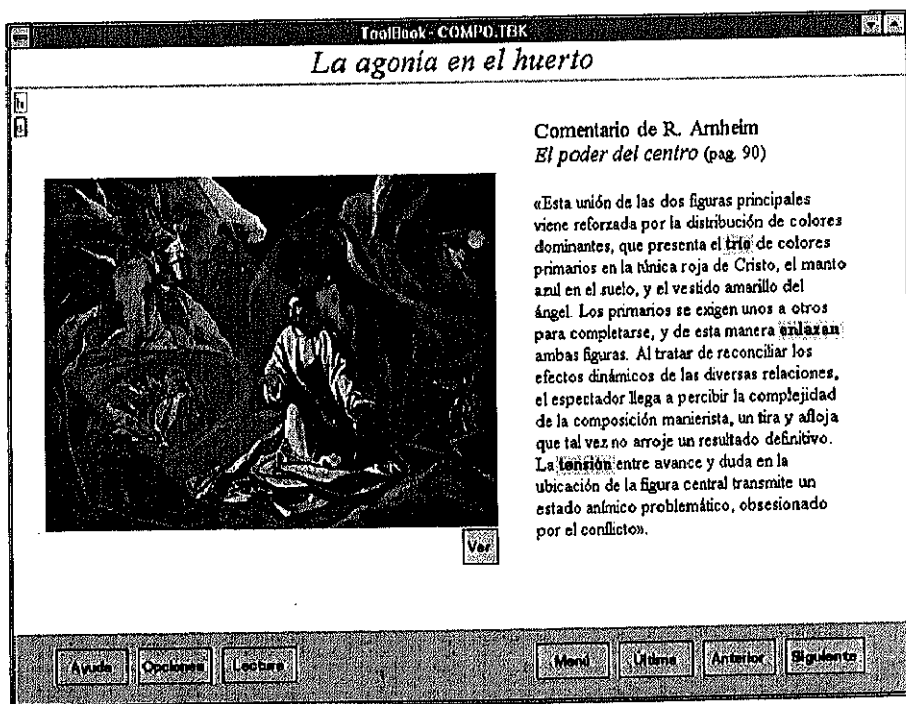 ToolBook - COMPO.TBK
La agonía en el huerto
h
Comentario de R. Arnheim
El poder del centro (pag. 90)
«Esta unión de las dos figuras principales
viene reforzada por la distribución de colores
dominantes, que presenta el trío de colores
primarios en la túnica roja de Cristo, el manto
azul en el suelo, y el vestido amarillo del
ángel. Los primarios se exigen unos a otros
para completarse, y de esta manera enlazan
ambas figuras. Al tratar de reconciliar los
efectos dinámicos de las diversas relaciones,
el espectador llega a percibir la complejidad
de la composición manierista, un tira y afloja
que tal vez no arroje un resultado definitivo.
La tensión entre avance y duda en la
ubicación de la figura central transmite un
estado anímico problemático, obsesionado
por el conflicto».
Ver
Ayuda Opciones Lectura Menú Última Anterior Siguiente